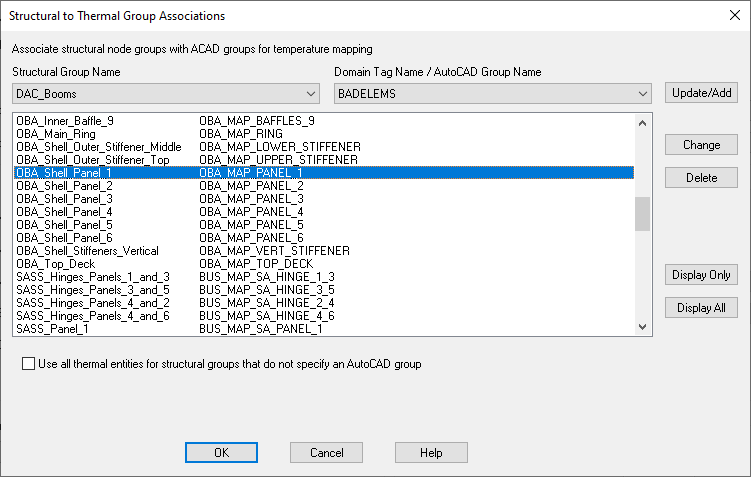 Structural to Thermal Group Associations
Associate structural node groups with ACAD groups for temperature mapping
Structural Group Name Domain Tag Name / AutoCAD Group Name
DAC_Booms BADELEMS Update/Add
OBA_Inner_Baffle_9 OBA_MAP_BAFFLES_9
OBA_Main_Ring OBA_MAP_RING
OBA_Shell_Outer_Stiffener_Middle OBA_MAP_LOWER_STIFFENER Change
OBA_Shell_Outer_Stiffener_Top OBA_MAP_UPPER_STIFFENER
OBA_Shell_Panel_1 OBA_MAP_PANEL_1 Delete
OBA_Shell_Panel_2 OBA_MAP_PANEL_2
OBA_Shell_Panel_3 OBA_MAP_PANEL_3
OBA_Shell_Panel_4 OBA_MAP_PANEL_4
OBA_Shell_Panel_5 OBA_MAP_PANEL_5
OBA_Shell_Panel_6 OBA_MAP_PANEL_6
OBA_Shell_Stiffeners_Vertical OBA_MAP_VERT_STIFFENER
OBA_Top_Deck OBA_MAP_TOP_DECK
SASS_Hinges_Panels_1_and_3 BUS_MAP_SA_HINGE_1_3 Display Only
SASS_Hinges_Panels_3_and_5 BUS_MAP_SA_HINGE_3_5
SASS_Hinges_Panels_4_and_2 BUS_MAP_SA_HINGE_2_4
SASS_Hinges_Panels_4_and_6 BUS_MAP_SA_HINGE_4_6 Display All
SASS_Panel_1 BUS_MAP_SA_PANEL_1
Use all thermal entities for structural groups that do not specify an AutoCAD group
OK Cancel Help